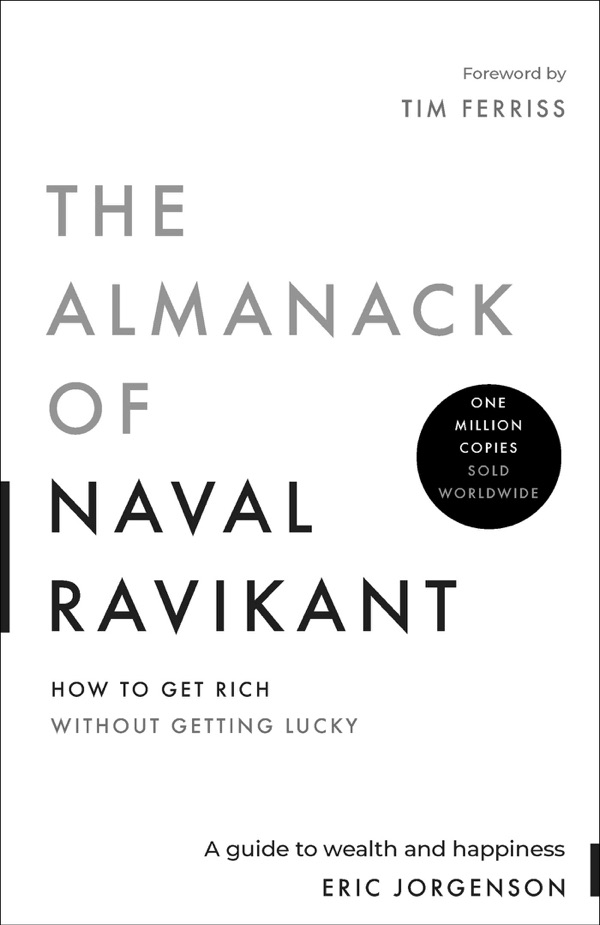 Foreword by
TIM FERRISS
THE
ALMANACK
OF
NAVAL
RAVIKANT
ONE
MILLION
COPIES
SOLD
WORLDWIDE
HOW TO GET RICH
WITHOUT GETTING LUCKY
A guide to wealth and happiness
ERIC JORGENSON